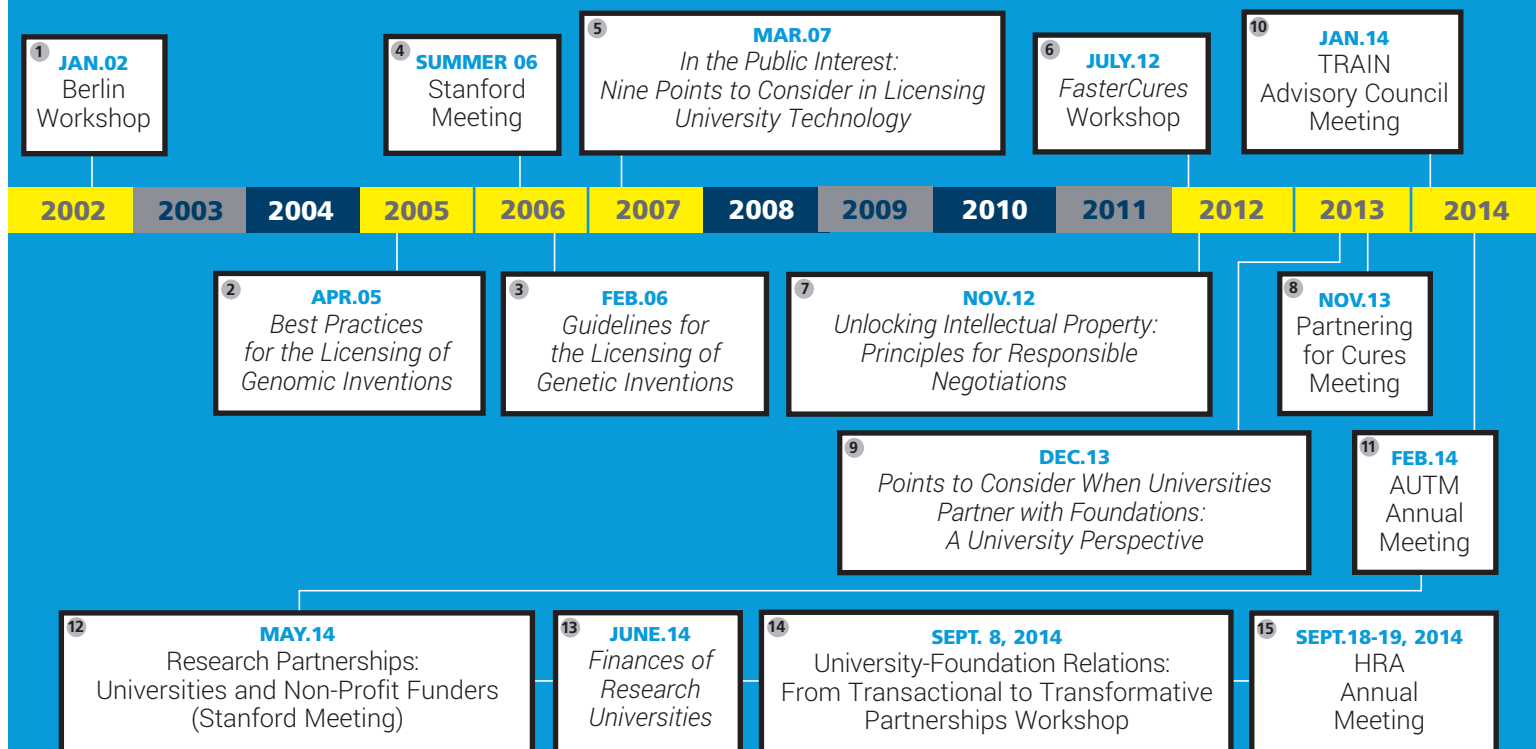 1
JAN.02
Berlin
Workshop
4
SUMMER 06
Stanford
Meeting
5
MAR.07
In the Public Interest:
Nine Points to Consider in Licensing
University Technology
6
JULY.12
FasterCures
Workshop
10
JAN.14
TRAIN
Advisory Council
Meeting
2002 2003 2004 2005 2006 2007 2008 2009 2010 2011 2012 2013 2014
2
APR.05
Best Practices
for the Licensing of
Genomic Inventions
3
FEB.06
Guidelines for
the Licensing of
Genetic Inventions
7
NOV.12
Unlocking Intellectual Property:
Principles for Responsible
Negotiations
8
NOV.13
Partnering
for Cures
Meeting
9
DEC.13
Points to Consider When Universities
Partner with Foundations:
A University Perspective
11
FEB.14
AUTM
Annual
Meeting
12
MAY.14
Research Partnerships:
Universities and Non-Profit Funders
(Stanford Meeting)
13
JUNE.14
Finances of
Research
Universities
14
SEPT. 8, 2014
University-Foundation Relations:
From Transactional to Transformative
Partnerships Workshop
15
SEPT.18-19, 2014
HRA
Annual
Meeting